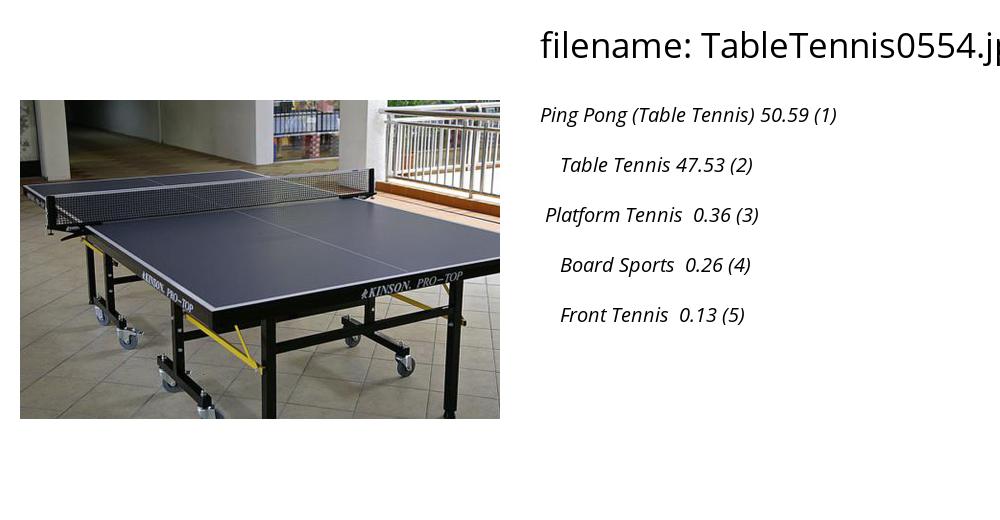 filename: TableTennis0554.jp
Ping Pong (Table Tennis) 50.59 (1)
Table Tennis 47.53 (2)
Platform Tennis 0.36 (3)
Board Sports 0.26 (4)
Front Tennis 0.13 (5)
KINSON. PRO-TOP
KINSON. PRO-TOP